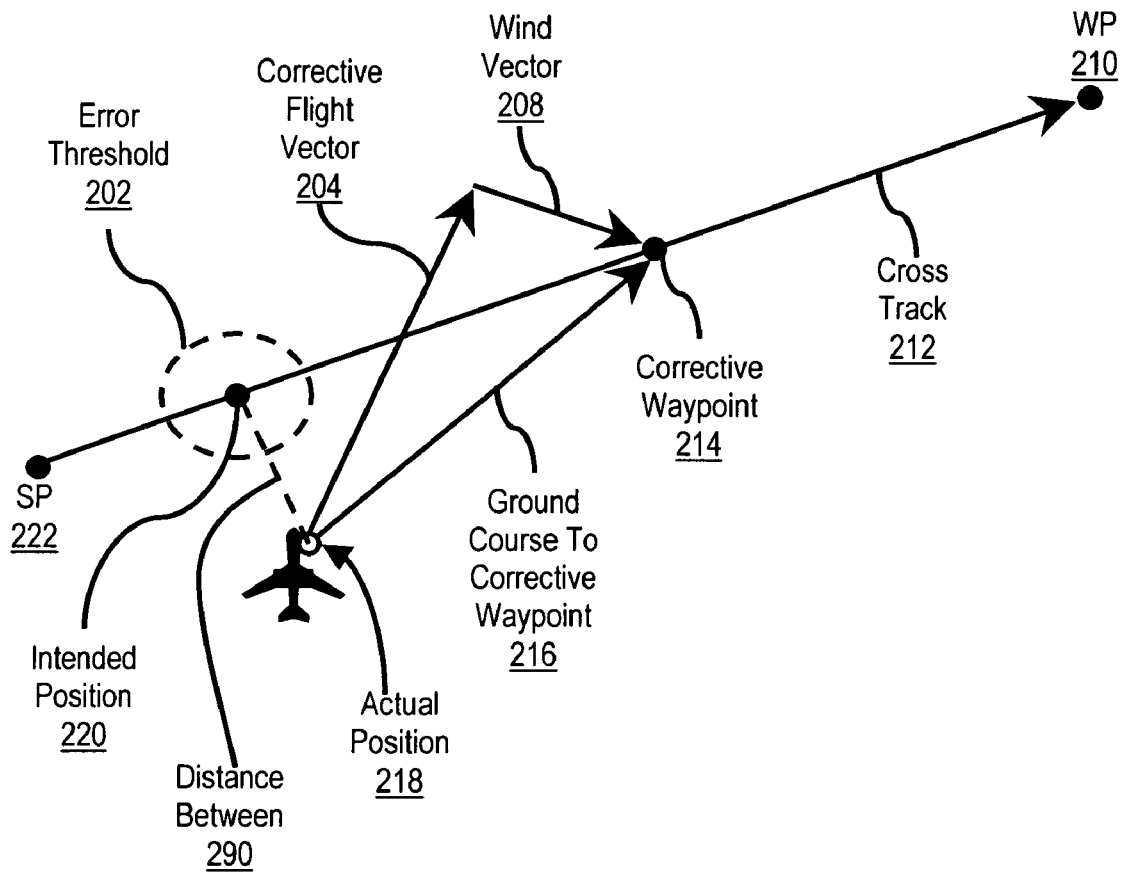 WP
210
Wind
Vector
208
Corrective
Flight
Vector
204
Error
Threshold
202
Cross
Track
212
Corrective
Waypoint
214
SP
222
Ground
Course To
Corrective
Waypoint
216
Intended
Position
220
Actual
Position
218
Distance
Between
290